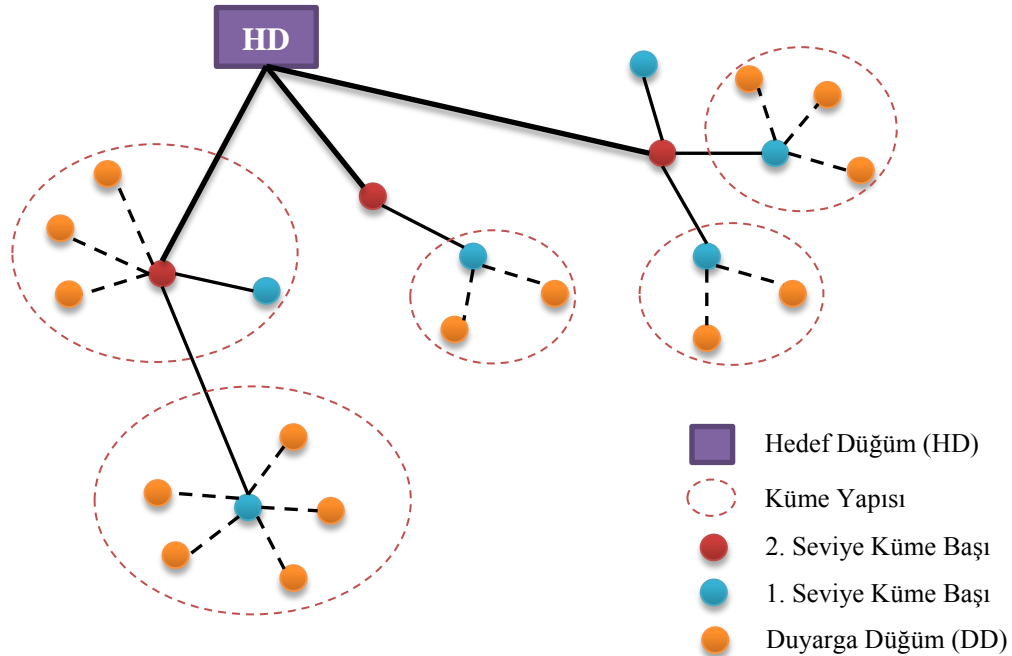 HD
Hedef Düğüm (HD)
Küme Yapısı
2. Seviye Küme Başı
1. Seviye Küme Başı
Duyarga Düğüm (DD)